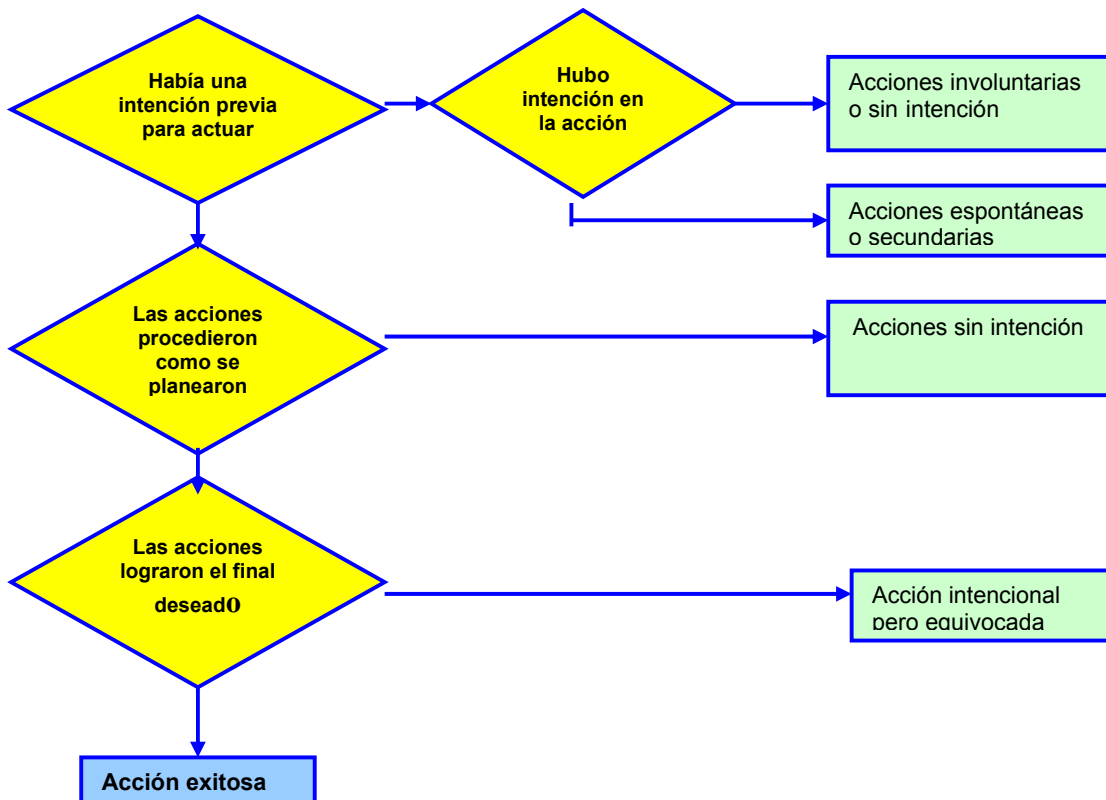 Había una
intención previa
para actuar
Hubo
intención en
la acción
Acciones involuntarias
o sin intención
Acciones espontáneas
o secundarias
Las acciones
procedieron
como se
planearon
Acciones sin intención
Las acciones
lograron el final
deseado
Acción intencional
pero equivocada
Acción exitosa